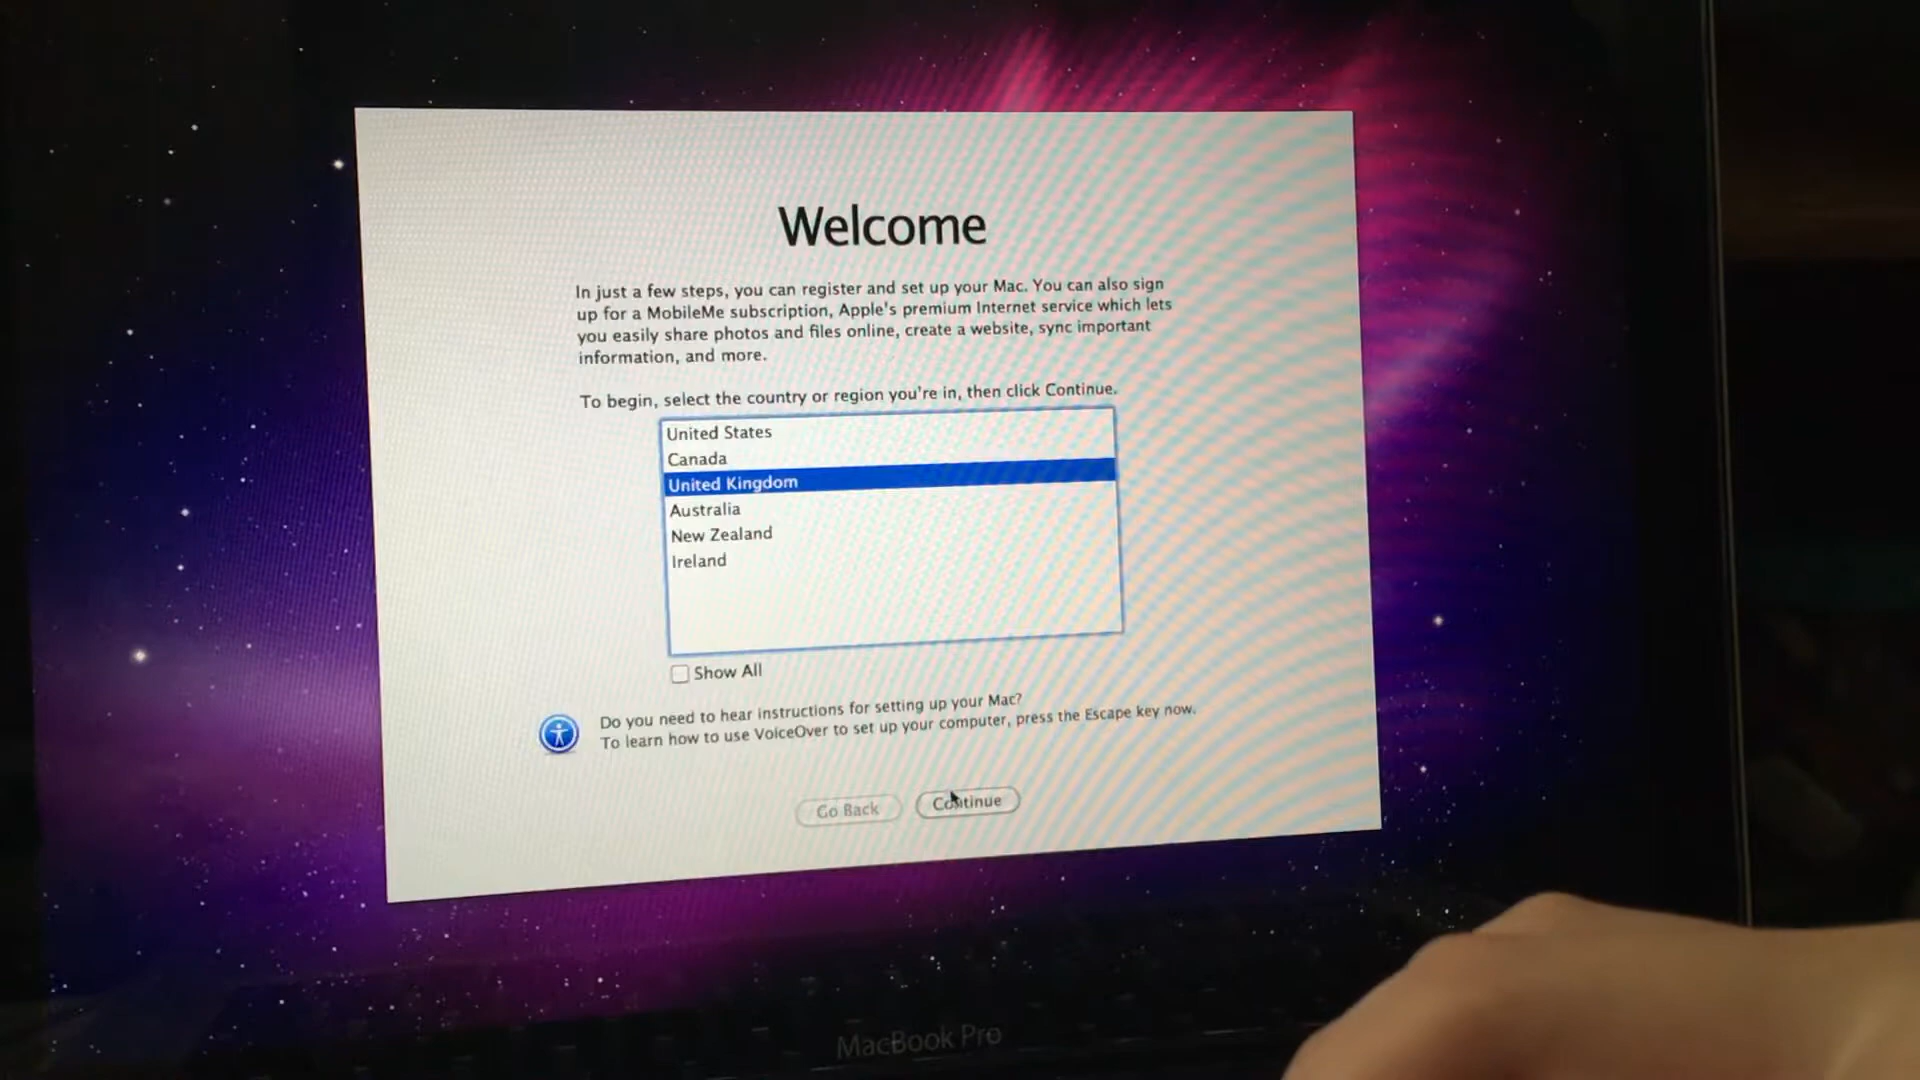 Welcome
In just a few steps, you can register and set up your Mac. You can also sign
up for a MobileMe subscription, Apple's premium Internet service which lets
you easily share photos and files online, create a website, sync important
information, and more.
To begin, select the country or region you're in, then click Continue.
United States
Canada
United Kingdom
Australia
New Zealand
Ireland
Show All
Do you need to hear instructions for setting up your Mac?
To learn how to use VoiceOver to set up your computer, press the Escape key now.
Go Back
Continue
MacBook Pro